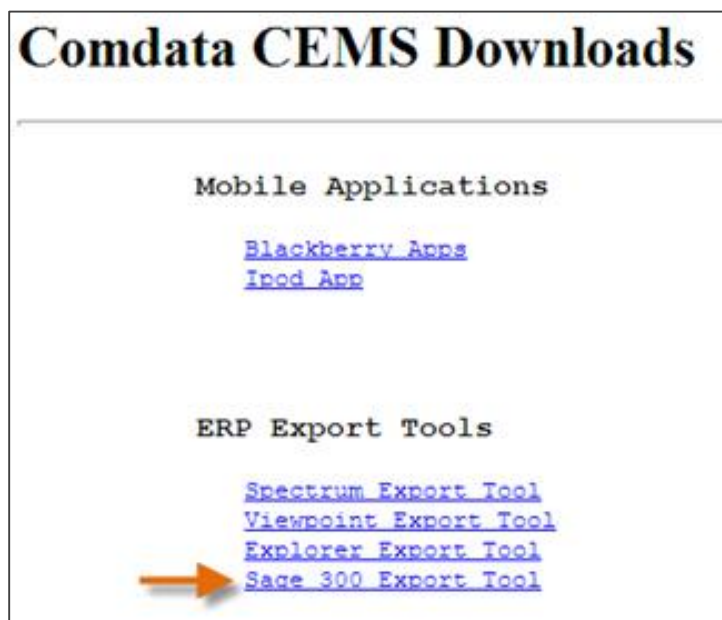 Comdata CEMS Downloads
Mobile Applications
Blackberry Apps
Ipod App
ERP Export Tools
Spectrum Export Tool
Viewpoint Export Tool
Explorer Export Tool
Sage 300 Export Tool